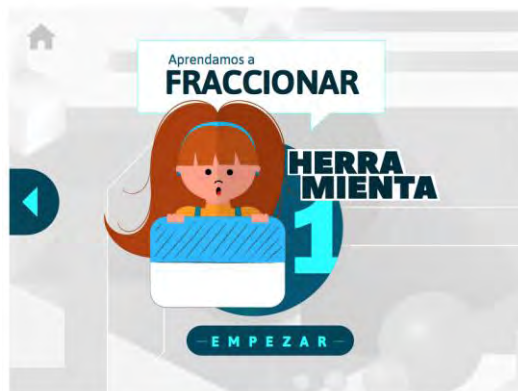 Aprendamos a
FRACCIONAR
HERRA
MIENTA
1
EMPEZAR